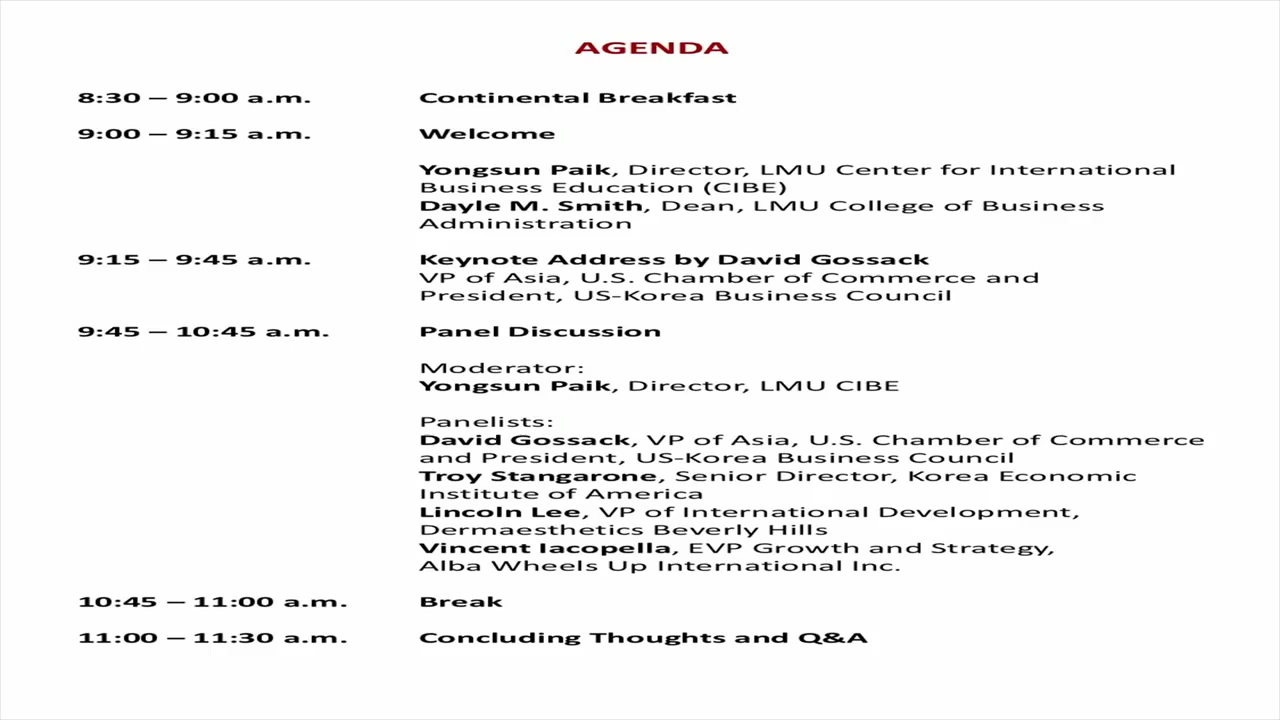 AGENDA
8:30 – 9:00 a.m. Continental Breakfast
9:00 – 9:15 a.m. Welcome
Yongsun Paik, Director, LMU Center for International
Business Education (CIBE)
Dayle M. Smith, Dean, LMU College of Business
Administration
9:15 – 9:45 a.m. Keynote Address by David Gossack
VP of Asia, U.S. Chamber of Commerce and
President, US-Korea Business Council
9:45 – 10:45 a.m. Panel Discussion
Moderator:
Yongsun Paik, Director, LMU CIBE
Panelists:
David Gossack, VP of Asia, U.S. Chamber of Commerce
and President, US-Korea Business Council
Troy Stangarone, Senior Director, Korea Economic
Institute of America
Lincoln Lee, VP of International Development,
Dermaesthetics Beverly Hills
Vincent Iacopella, EVP Growth and Strategy,
Alba Wheels Up International Inc.
10:45 – 11:00 a.m. Break
11:00 – 11:30 a.m. Concluding Thoughts and Q&A